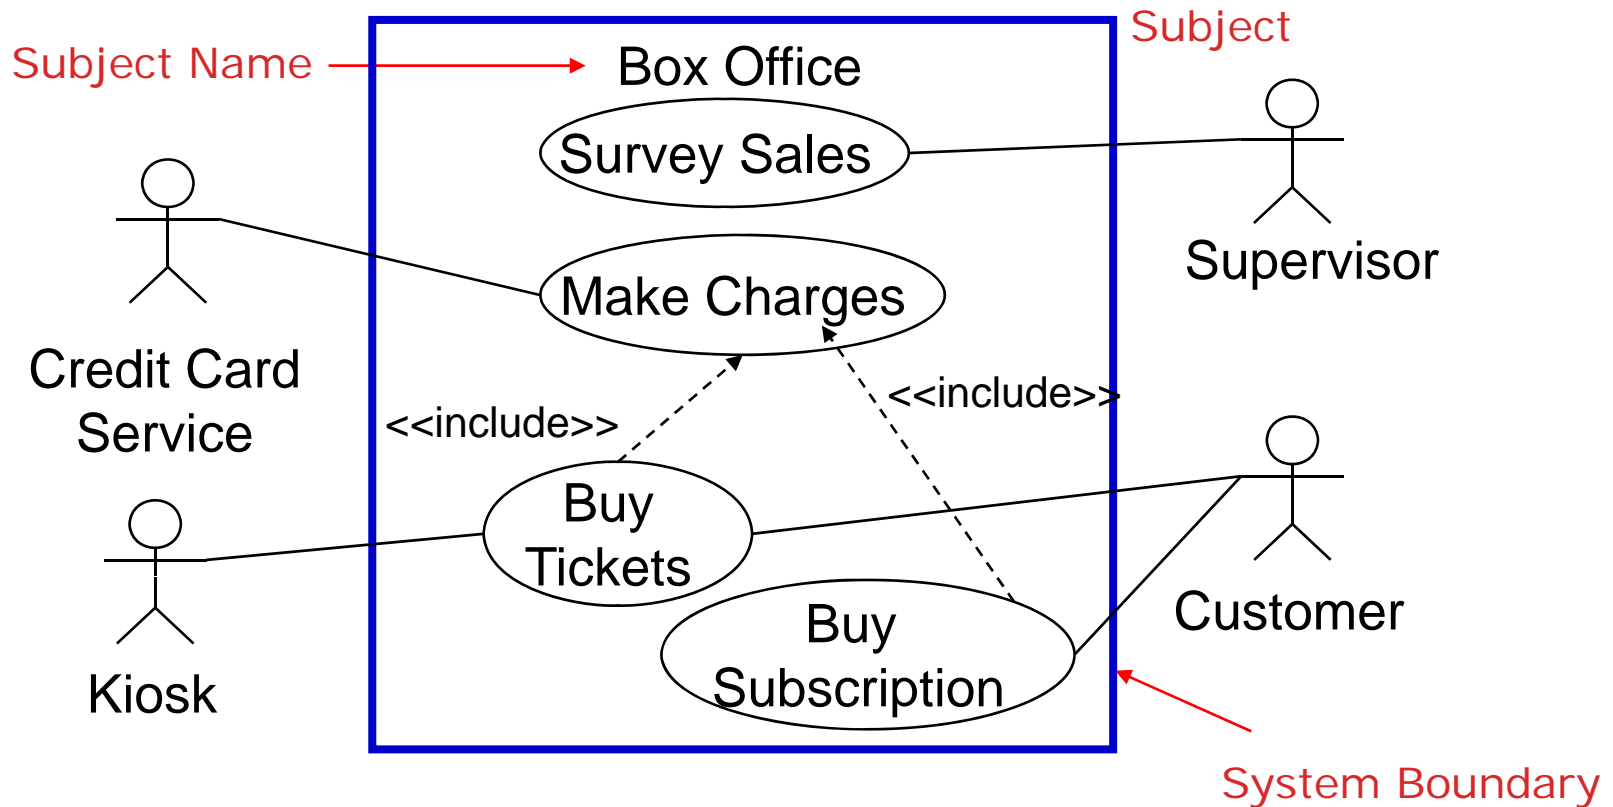 Subject
Subject Name
Box Office
Survey Sales
Supervisor
Make Charges
Credit Card
Service
<<include>>
<<include>>
Buy
Tickets
Customer
Buy
Subscription
Kiosk
System Boundary